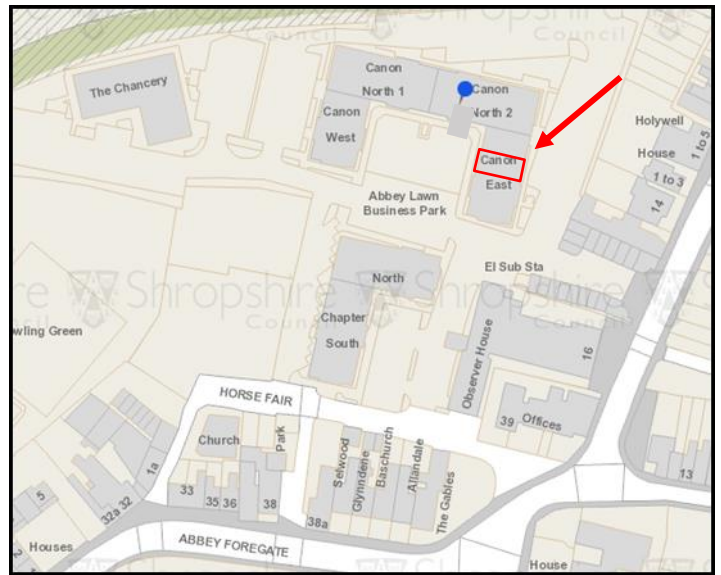 Shropshire
Council
Shropshire
Council
The Chancery
Canon
North 1
Canon
North 2
Canon
West
Holywell
House
1 to 5
Canon
East
1 to 3
14
Abbey Lawn
Business Park
El Sub Sta
North
e Shropshire
Council
Shropshire
Council
S
wling Green
Chapter
South
Observer House
16
HORSE FAIR
Church
Park
39 Offices
Selwood
Glynndene
Baschurch
Allandale
The Gables
1a
13
5
32a 32
33
35 36
38
38a
2
Houses
ABBEY FOREGATE
House
1